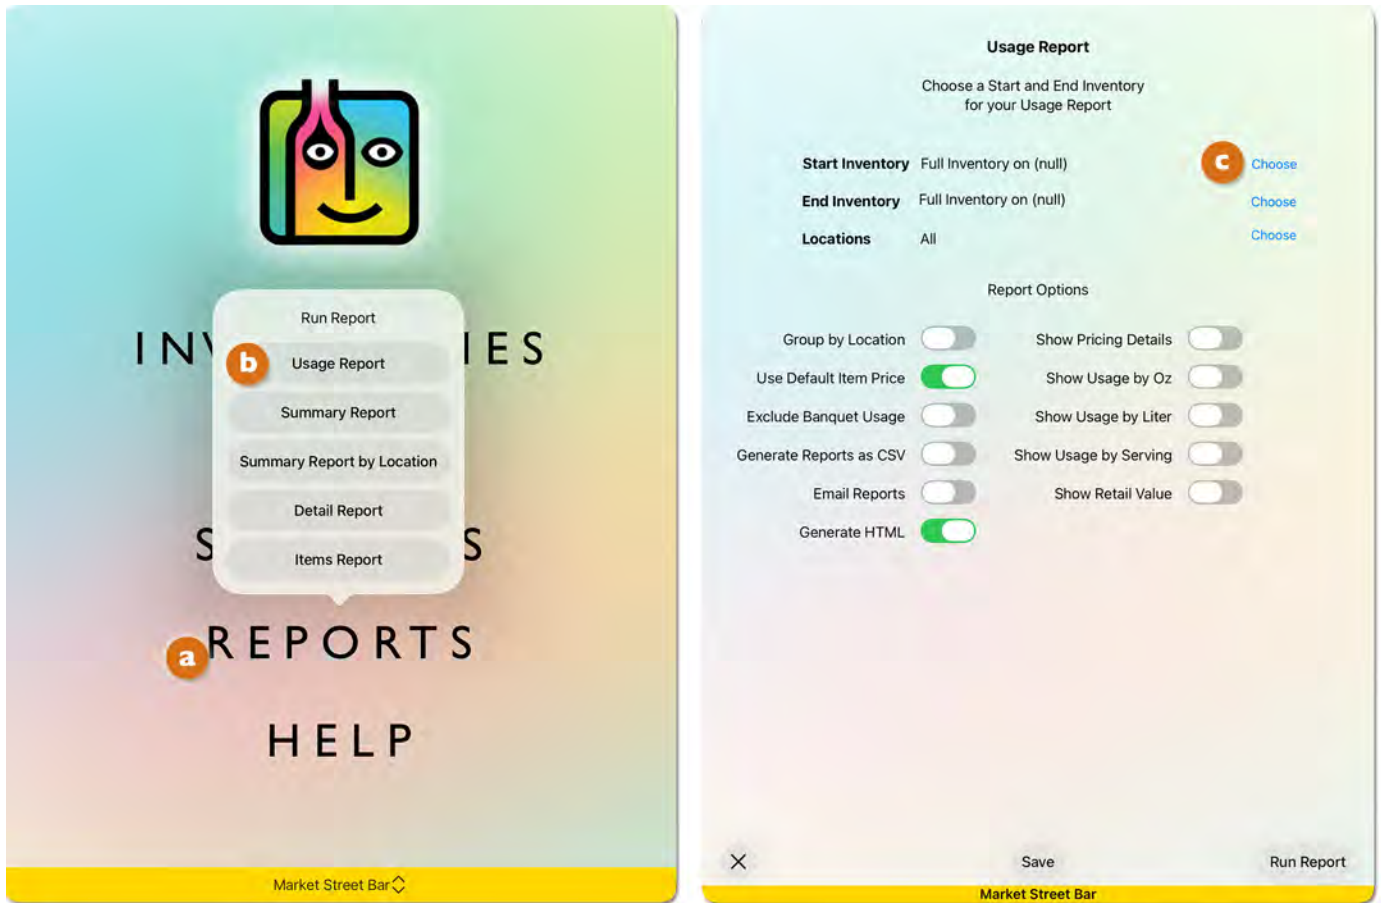 Run Report
INV IES
b Usage Report
Summary Report
Summary Report by Location
Detail Report
S S
Items Report
a REPORTS
HELP
Market Street Bar
Usage Report
Choose a Start and End Inventory
for your Usage Report
Start Inventory Full Inventory on (null) c Choose
End Inventory Full Inventory on (null) Choose
Locations All Choose
Report Options
Group by Location Show Pricing Details
Use Default Item Price Show Usage by Oz
Exclude Banquet Usage Show Usage by Liter
Generate Reports as CSV Show Usage by Serving
Email Reports Show Retail Value
Generate HTML
Save Run Report
Market Street Bar